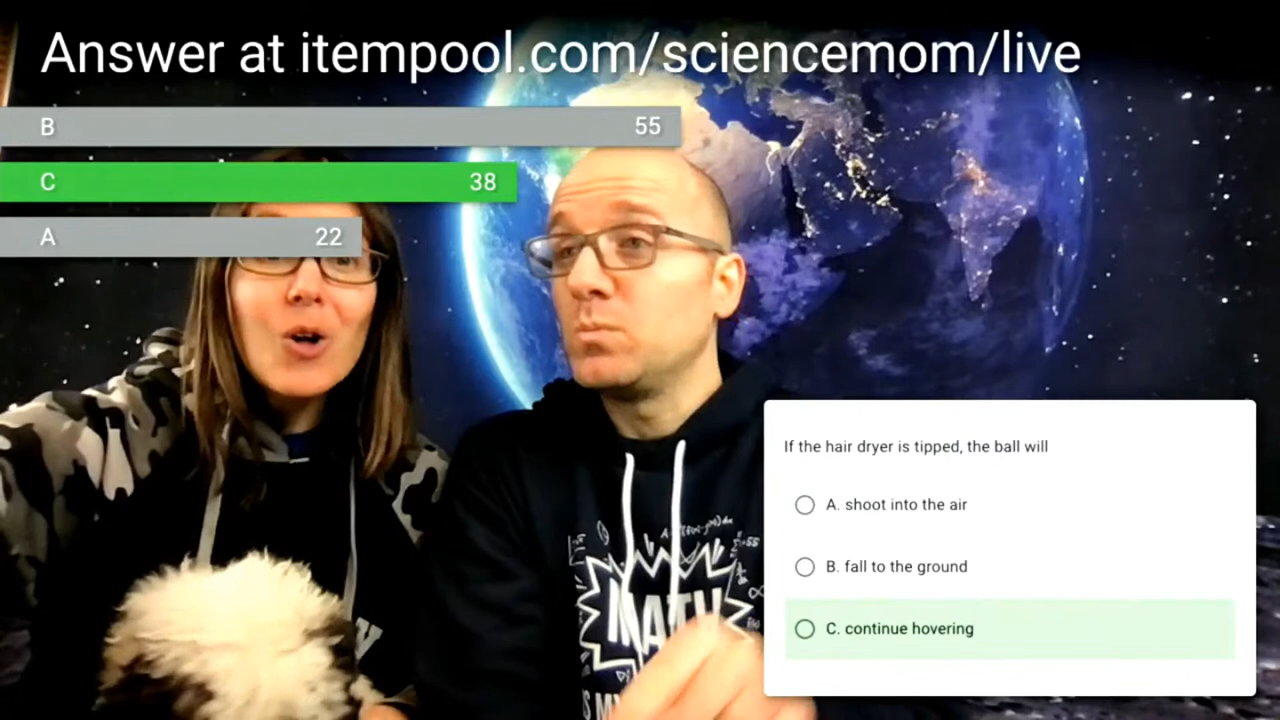 Answer at itempool.com/sciencemom/live
B 55
C 38
A 22
If the hair dryer is tipped, the ball will
A. shoot into the air
B. fall to the ground
C. continue hovering
MATH